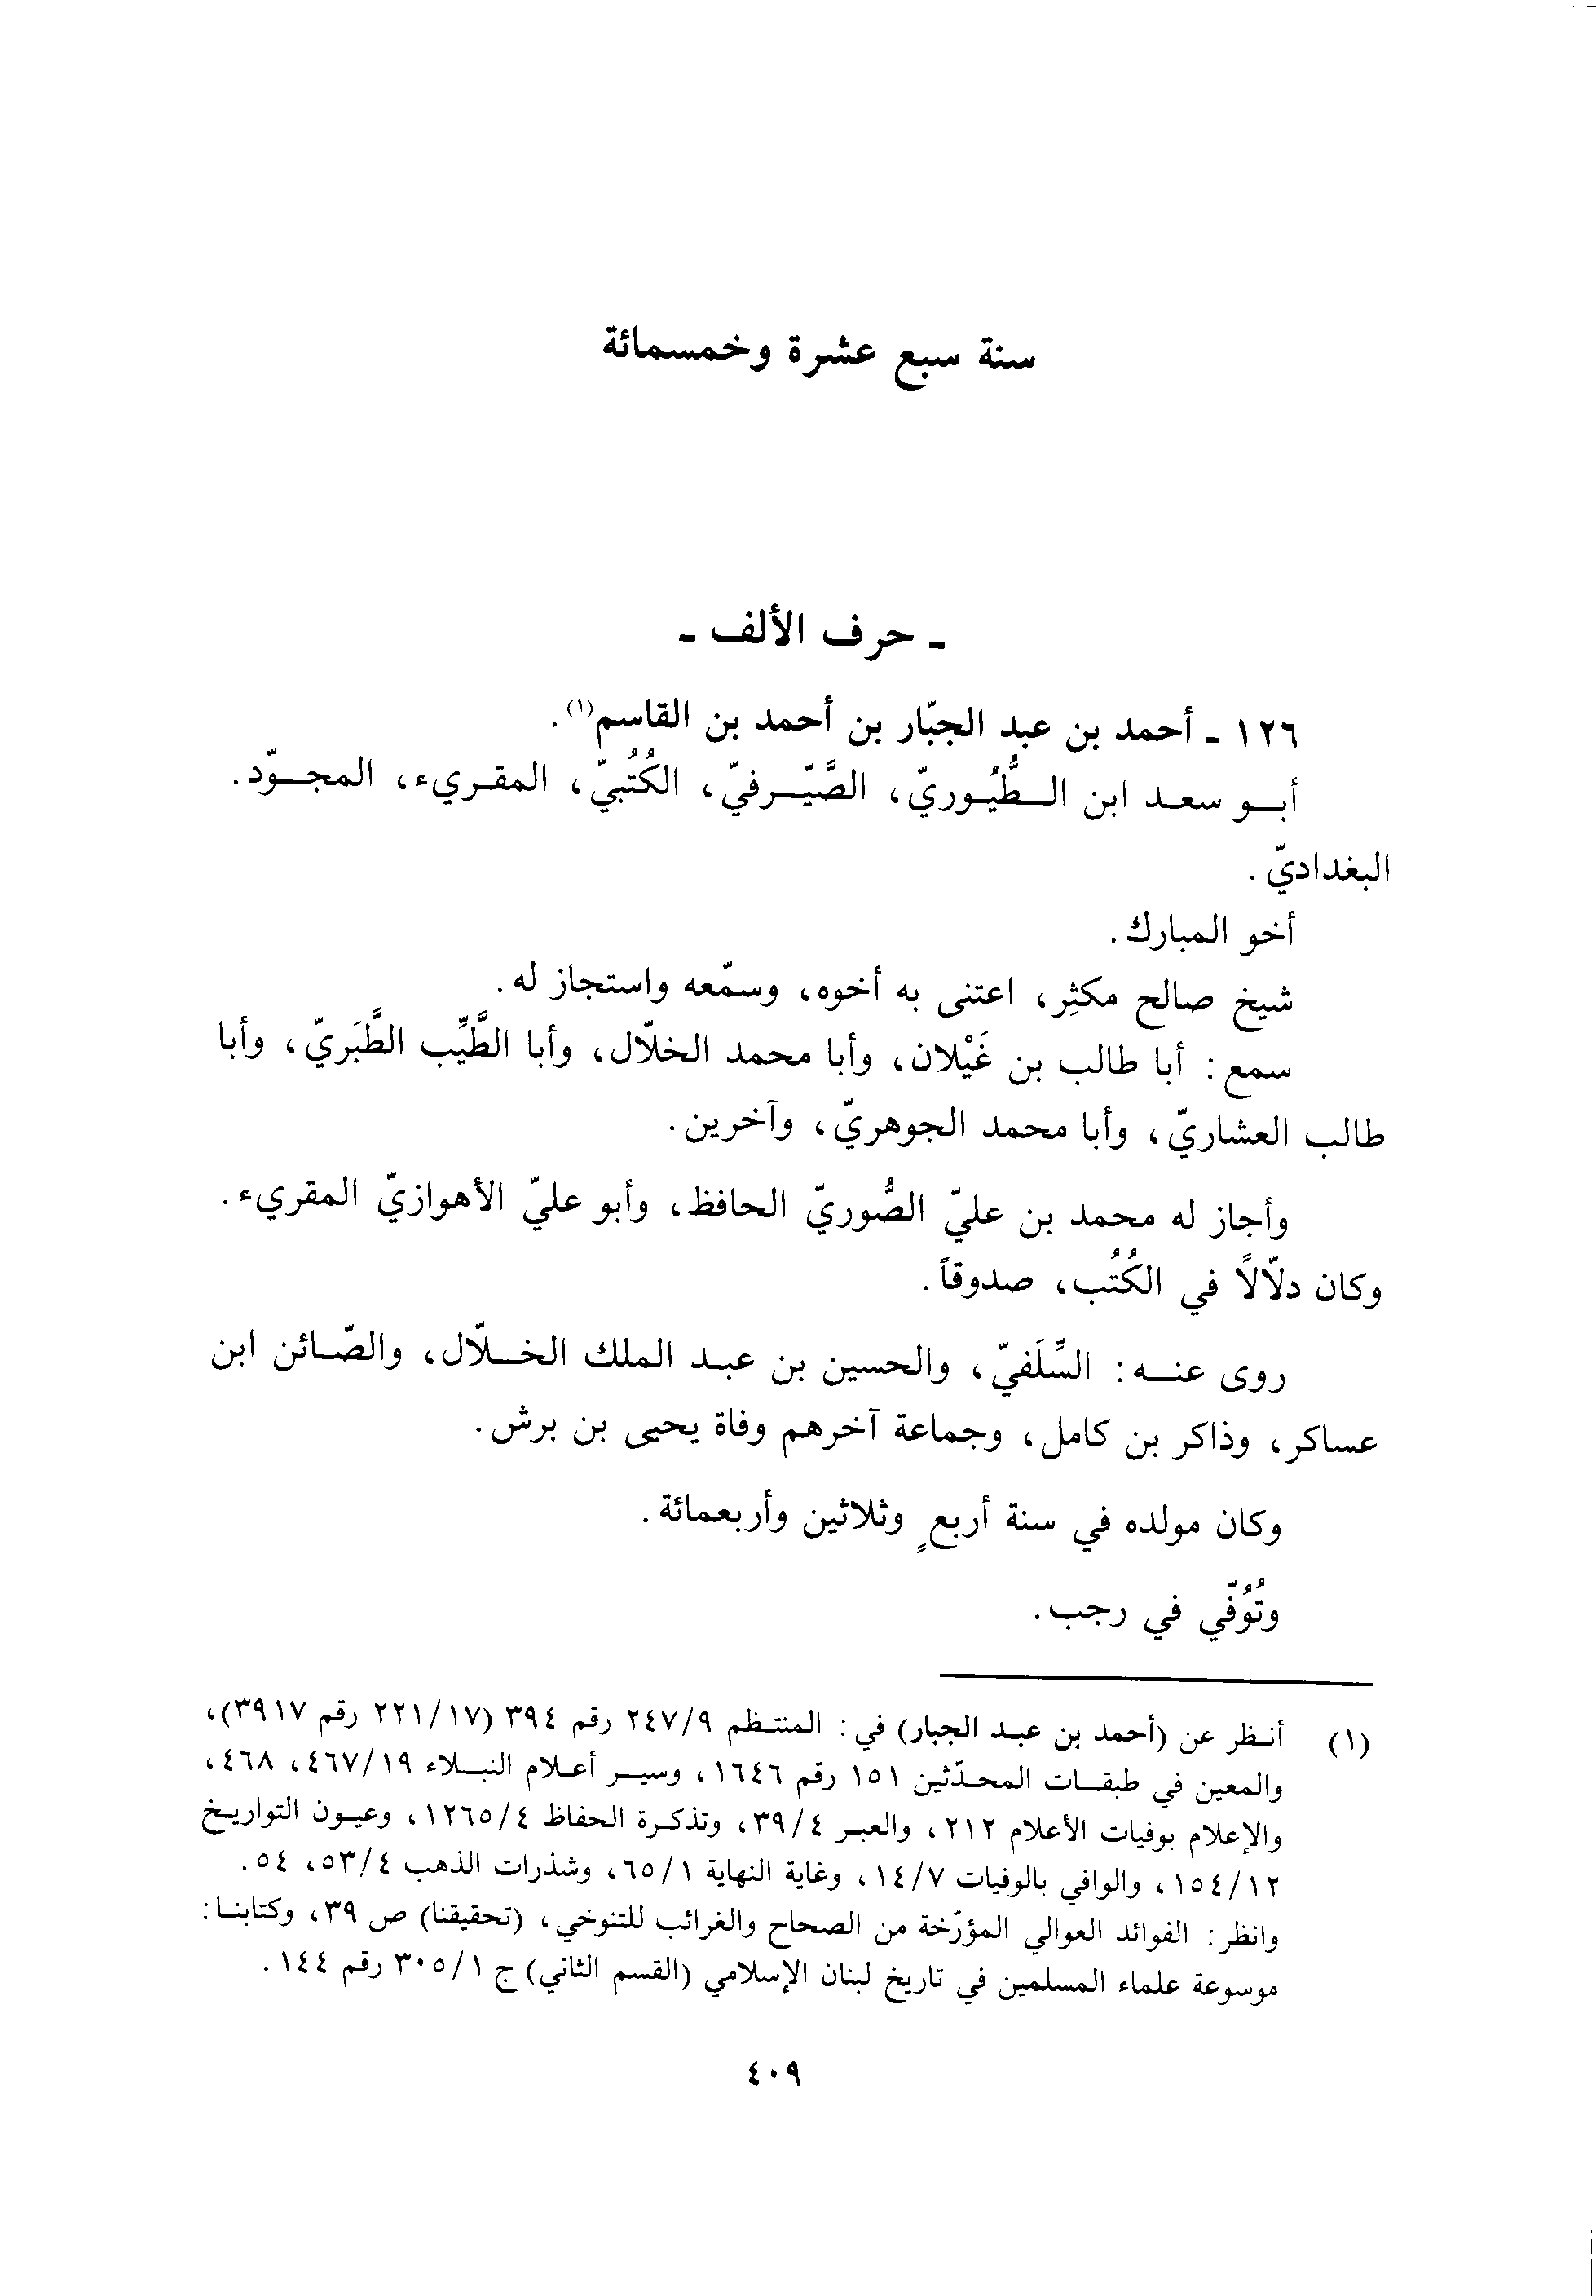 سنة سبع عشرة وخمسمائة
ـ حرف الألف ـ
١٢٦ ـ أحمد بن عبد الجبّار بن أحمد بن القاسم(١).
أبو سعد ابن الطُّيُوريّ، الصَّيّرفيّ، الكُتُبيّ، المقريء، المجوّد.
البغداديّ.
أخو المبارك.
شيخ صالح مكثِر، اعتنى به أخوه، وسمّعه واستجاز له.
سمع: أبا طالب بن غَيْلان، وأبا محمد الخلّال، وأبا الطَّيِّب الطَّبَريّ، وأبا
طالب العشاريّ، وأبا محمد الجوهريّ، وآخرين.
وأجاز له محمد بن عليّ الصُّوريّ الحافظ، وأبو عليّ الأهوازيّ المقريء.
وكان دلّالاً في الكُتُب، صدوقاً.
روى عنه: السِّلَفيّ، والحسين بن عبد الملك الخلّال، والصّائن ابن
عساكر، وذاكر بن كامل، وجماعة آخرهم وفاة يحيى بن برش.
وكان مولده في سنة أربعٍ وثلاثين وأربعمائة.
وتُوُفّي في رجب.
(١) أنظر عن (أحمد بن عبد الجبار) في: المنتظم ٢٤٧/٩ رقم ٣٩٤ (٢٢١/١٧ رقم ٣٩١٧)،
والمعين في طبقات المحدّثين ١٥١ رقم ١٦٤٦، وسير أعلام النبلاء ٤٦٧/١٩، ٤٦٨،
والإعلام بوفيات الأعلام ٢١٢، والعبر ٣٩/٤، وتذكرة الحفاظ ١٢٦٥/٤، وعيون التواريخ
١٥٤/١٢، والوافي بالوفيات ١٤/٧، وغاية النهاية ٦٥/١، وشذرات الذهب ٥٣/٤، ٥٤.
وانظر: الفوائد العوالي المؤرّخة من الصحاح والغرائب للتنوخي، (تحقيقنا) ص ٣٩، وكتابنا:
موسوعة علماء المسلمين في تاريخ لبنان الإسلامي (القسم الثاني) ج ٣٠٥/١ رقم ١٤٤.
٤٠٩